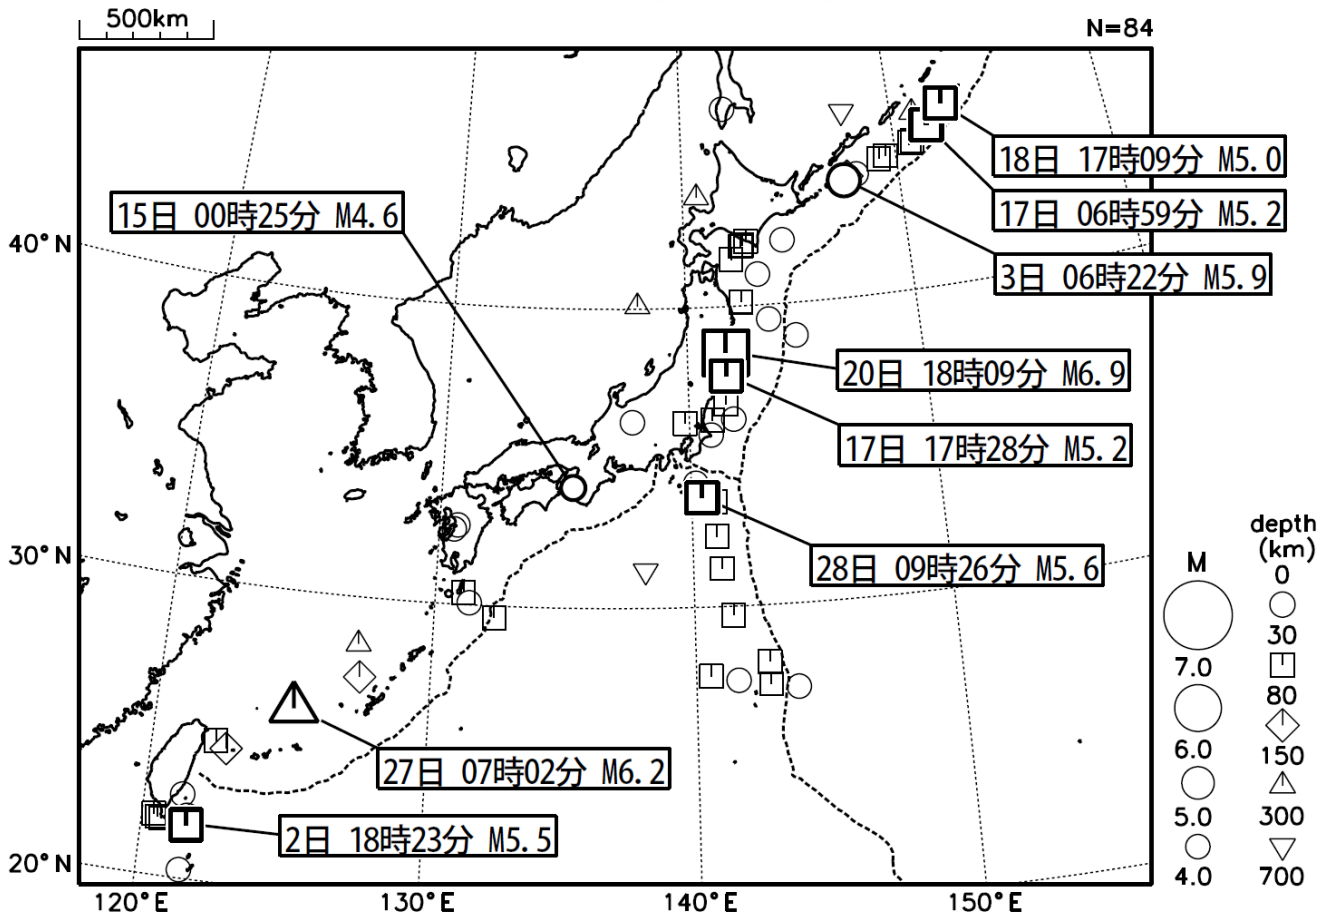 500km
N=84
18日 17時09分 M5.0
15日 00時25分 M4.6
17日 06時59分 M5.2
40°N
3日 06時22分 M5.9
20日 18時09分 M6.9
17日 17時28分 M5.2
30°N
28日 09時26分 M5.6
27日 07時02分 M6.2
2日 18時23分 M5.5
20°N
120°E
130°E
140°E
150°E
M
7.0
6.0
5.0
4.0
depth
(km)
0
30
80
150
300
700